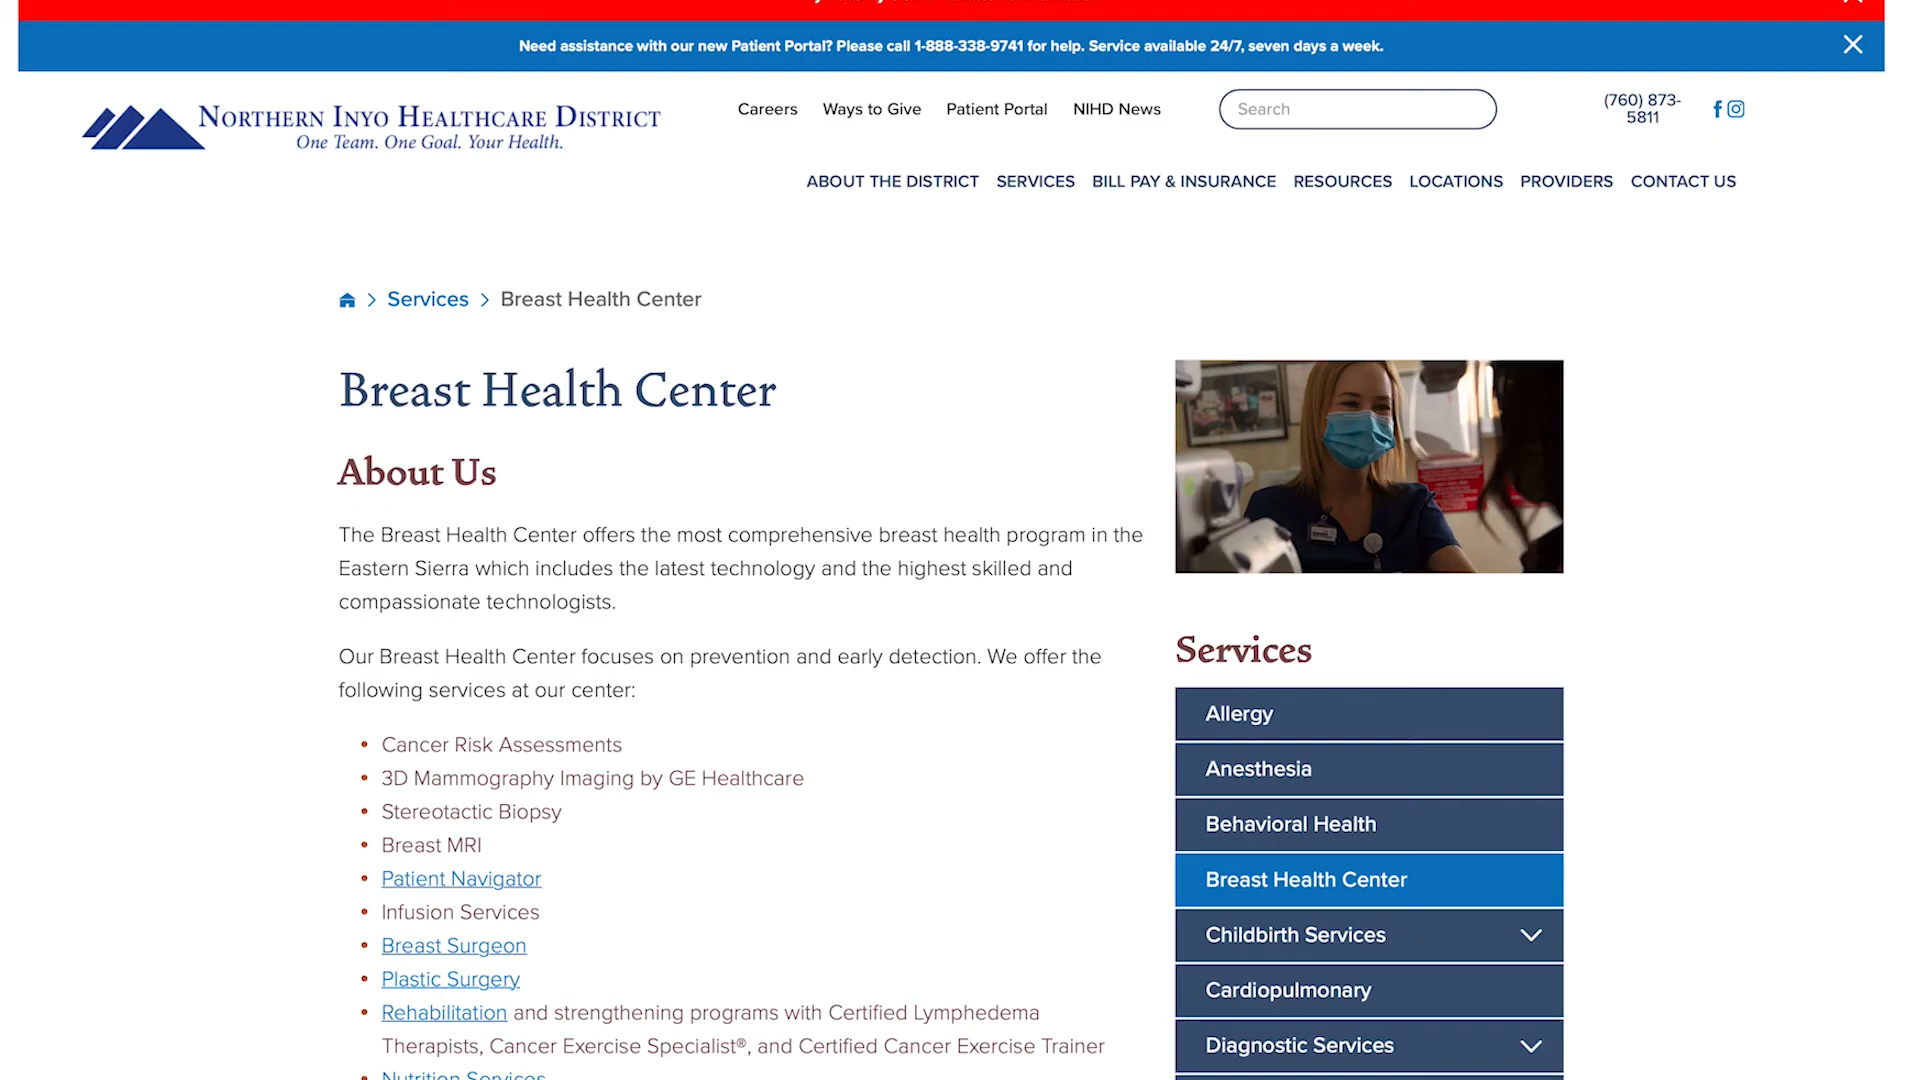 Need assistance with our new Patient Portal? Please call 1-888-338-9741 for help. Service available 24/7, seven days a week.
NORTHERN INYO HEALTHCARE DISTRICT
One Team. One Goal. Your Health.
Careers Ways to Give Patient Portal NIHD News
Search
(760) 873-
5811
ABOUT THE DISTRICT SERVICES BILL PAY & INSURANCE RESOURCES LOCATIONS PROVIDERS CONTACT US
Services Breast Health Center
Breast Health Center
About Us
The Breast Health Center offers the most comprehensive breast health program in the
Eastern Sierra which includes the latest technology and the highest skilled and
compassionate technologists.
Our Breast Health Center focuses on prevention and early detection. We offer the
following services at our center:
• Cancer Risk Assessments
• 3D Mammography Imaging by GE Healthcare
• Stereotactic Biopsy
• Breast MRI
• Patient Navigator
• Infusion Services
• Breast Surgeon
• Plastic Surgery
• Rehabilitation and strengthening programs with Certified Lymphedema
Therapists, Cancer Exercise Specialist®, and Certified Cancer Exercise Trainer
• Nutrition Services
Services
Allergy
Anesthesia
Behavioral Health
Breast Health Center
Childbirth Services
Cardiopulmonary
Diagnostic Services